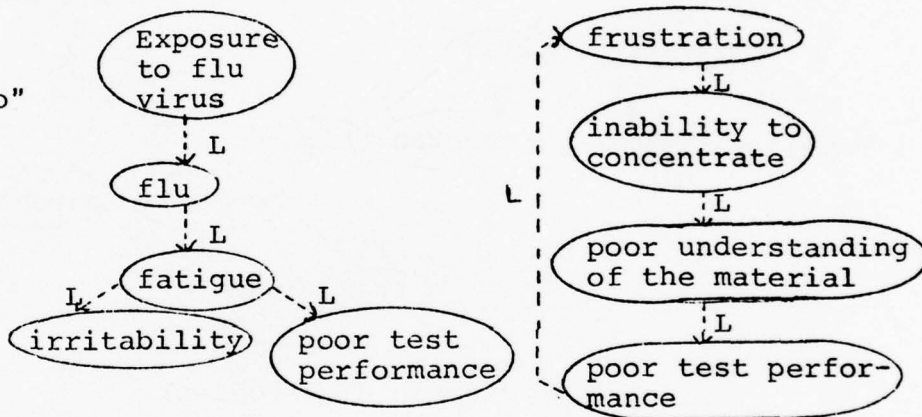 o"
Exposure
to flu
virus
L
flu
L
fatigue
L
L
irritability
poor test
performance
frustration
L
inability to
concentrate
L
poor understanding
of the material
L
poor test perfor-
mance
L